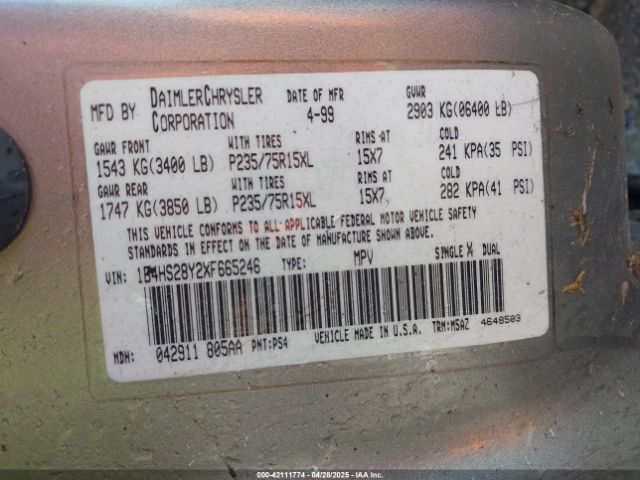 MFD BY DAIMLERCHRYSLER CORPORATION DATE OF MFR 4-99 GVWR 2903 KG(06400 LB)
GAWR FRONT WITH TIRES RIMS AT COLD
1543 KG(3400 LB) P235/75R15XL 15X7 241 KPA(35 PSI)
GAWR REAR WITH TIRES RIMS AT COLD
1747 KG(3850 LB) P235/75R15XL 15X7 282 KPA(41 PSI)
THIS VEHICLE CONFORMS TO ALL APPLICABLE FEDERAL MOTOR VEHICLE SAFETY
STANDARDS IN EFFECT ON THE DATE OF MANUFACTURE SHOWN ABOVE.
VIN: 1B4HS28Y2XF665246 TYPE: MPV SINGLE X DUAL
MDH: 042911 805AA PNT:PS4 VEHICLE MADE IN U.S.A. TRM:MSAZ 4648503
000-42111774 | 04/28/2025 | IAA Inc.